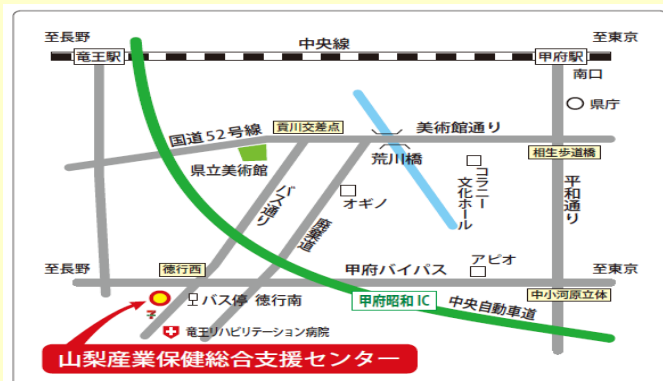 至長野
中央線
至東京
竜王駅
甲府駅
南口
県庁
国道52号線
貢川交差点
美術館通り
相生歩道橋
県立美術館
荒川橋
コラニー
文化ホール
平和通り
バス通り
廃軌道
オギノ
至長野
徳行西
甲府バイパス
アピオ
至東京
バス停 徳行南
甲府昭和IC
中央自動車道
中小河原立体
〒
竜王リハビリテーション病院
山梨産業保健総合支援センター